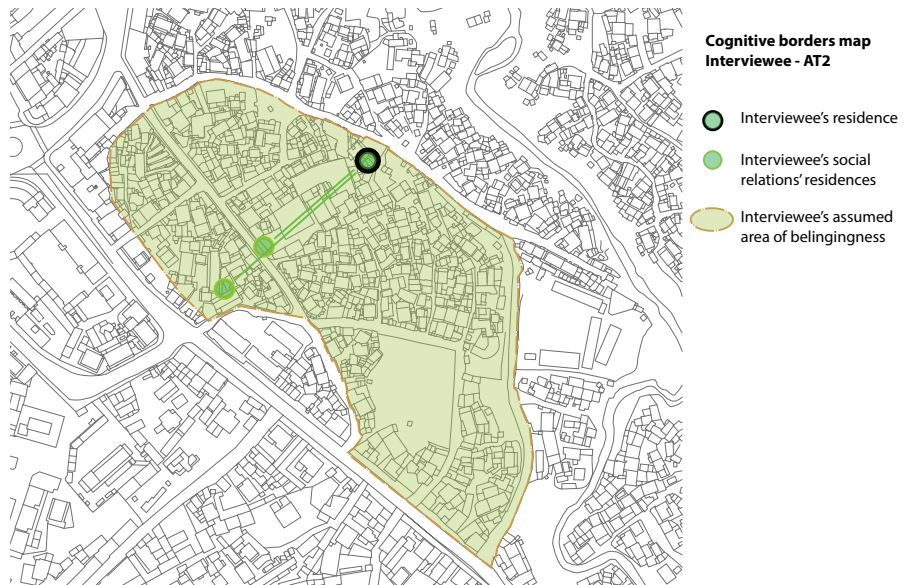 Cognitive borders map
Interviewee - AT2
Interviewee's residence
Interviewee's social
relations' residences
Interviewee's assumed
area of belingingness